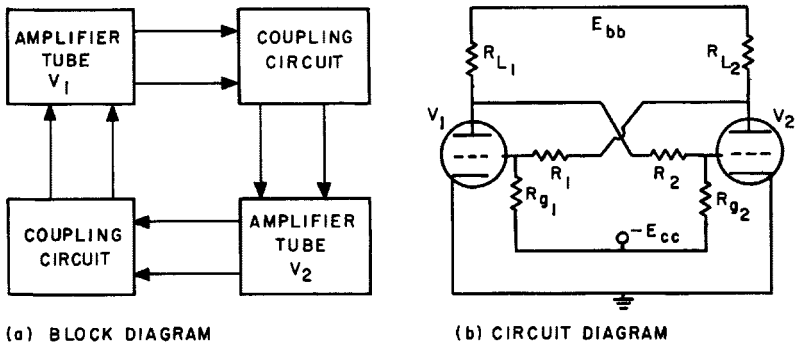 AMPLIFIER
TUBE
V1
COUPLING
CIRCUIT
COUPLING
CIRCUIT
AMPLIFIER
TUBE
V2
(a) BLOCK DIAGRAM
Ebb
RL1
RL2
V1
V2
R1
R2
Rg1
Rg2
-Ecc
(b) CIRCUIT DIAGRAM